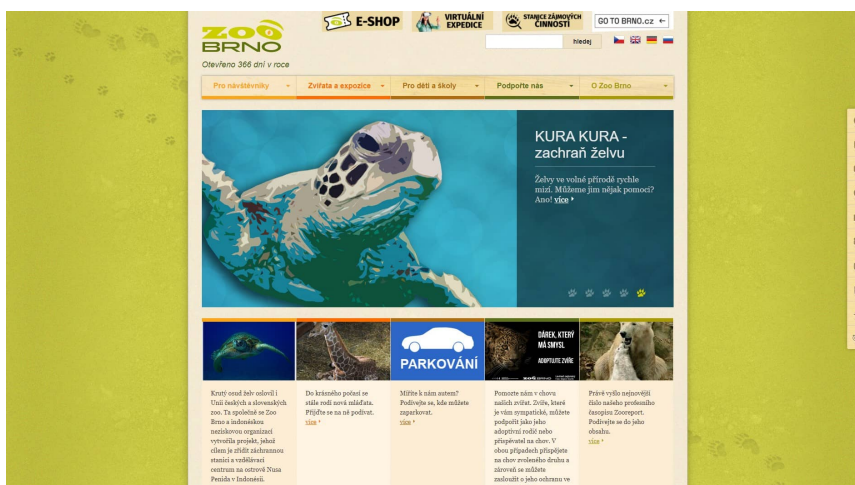 ZOO
BRNO
Otevřeno 366 dní v roce
E-SHOP
VIRTUÁLNÍ
EXPEDICE
STANICE ZÁJMOVÝCH
ČINNOSTÍ
GO TO BRNO.cz ←
hledej
Pro návštěvníky
Zvířata a expozice
Pro děti a školy
Podpořte nás
O Zoo Brno
KURA KURA -
zachraň želvu
Želvy ve volné přírodě rychle
mizí. Můžeme jim nějak pomoci?
Ano! více
PARKOVÁNÍ
DÁREK, KTERÝ
MÁ SMYSL
ADOPTUJTE ZVÍŘE
ZOO BRNO
Krutý osud želv oslovil i
Unii českých a slovenských
zoo. Ta společně se Zoo
Brno a indonéskou
neziskovou organizací
vytvořila projekt, jehož
cílem je zřídit záchrannou
stanici a vzdělávací
centrum na ostrově Nusa
Penida v Indonésii.
Do krásného počasí se
stále rodí nová mláďata.
Přijďte se na ně podívat.
více
Míříte k nám autem?
Podívejte se, kde můžete
zaparkovat.
více
Pomozte nám v chovu
našich zvířat. Zvíře, které
je vám sympatické, můžete
podpořit jako jeho
adoptivní rodič nebo
přispěvatel na chov. V
obou případech přispějete
na chov zvoleného druhu a
zároveň se můžete
zasloužit o jeho ochranu ve
Právě vyšlo nejnovější
číslo našeho profesního
časopisu Zooreport.
Podívejte se do jeho
obsahu.
více